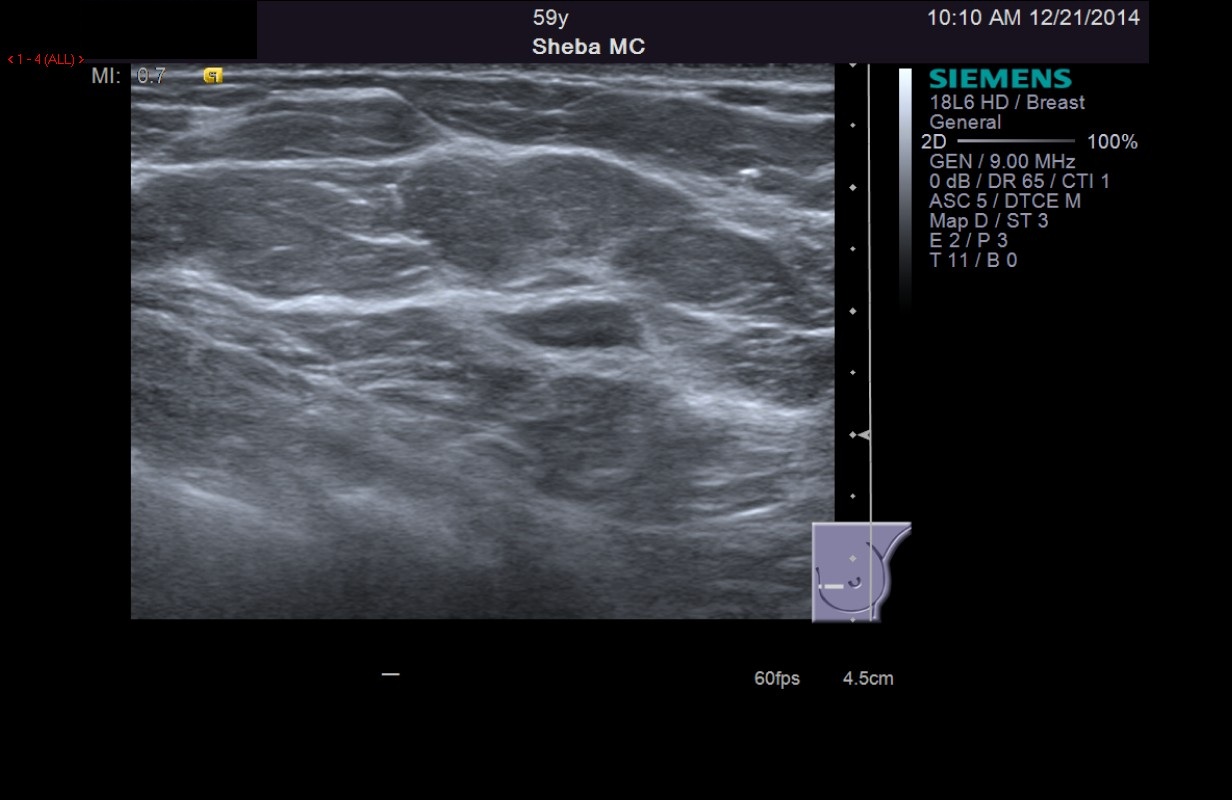 59y
10:10 AM 12/21/2014
Sheba MC
< 1 - 4 (ALL) >
MI: 0.7
SIEMENS
18L6 HD / Breast
General
2D 100%
GEN / 9.00 MHz
0 dB / DR 65 / CTI 1
ASC 5 / DTCE M
Map D / ST 3
E 2 / P 3
T 11 / B 0
60fps 4.5cm